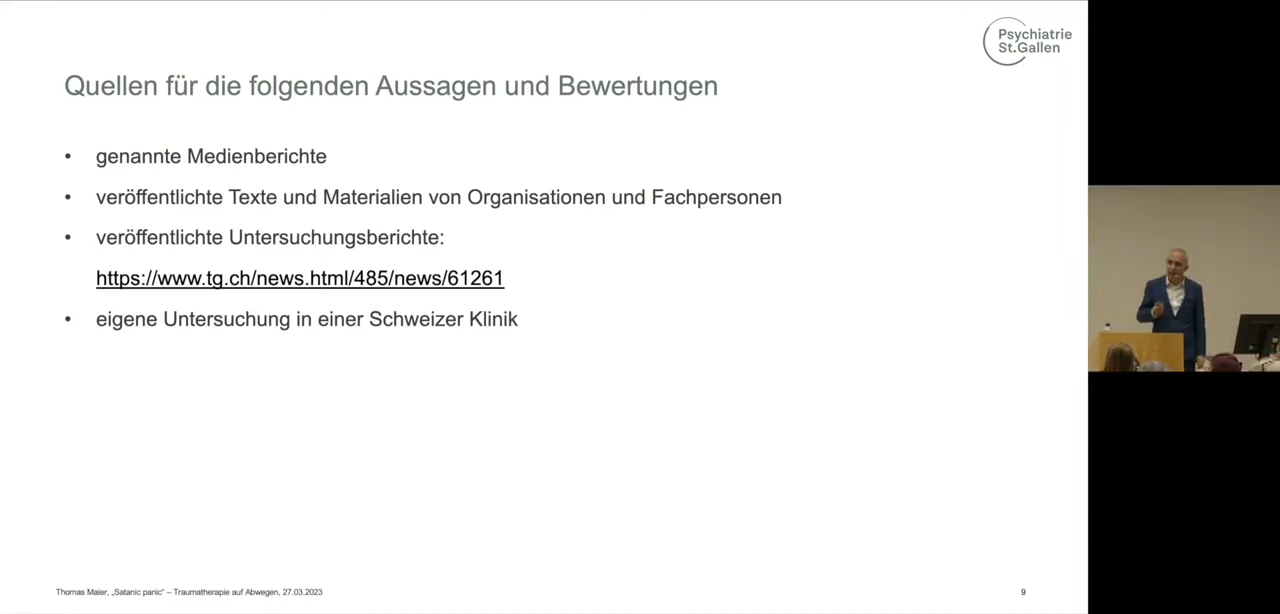 Psychiatrie
St.Gallen
Quellen für die folgenden Aussagen und Bewertungen
• genannte Medienberichte
• veröffentlichte Texte und Materialien von Organisationen und Fachpersonen
• veröffentlichte Untersuchungsberichte:
https://www.tg.ch/news.html/485/news/61261
• eigene Untersuchung in einer Schweizer Klinik
Thomas Maier, „Satanic panic“ – Traumatherapie auf Abwegen, 27.03.2023
9